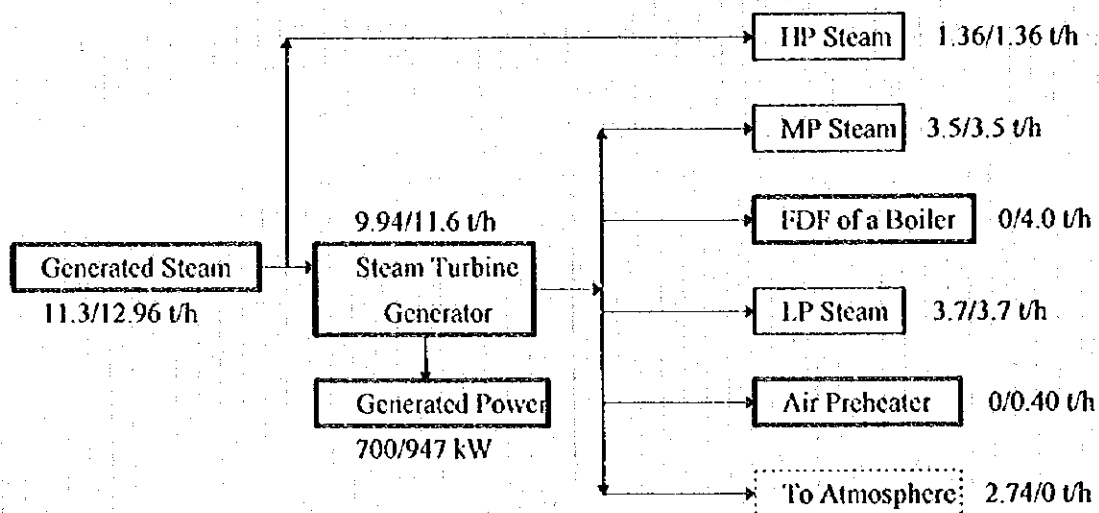 HP Steam 1.36/1.36 t/h
MP Steam 3.5/3.5 t/h
9.94/11.6 t/h
FDF of a Boiler 0/4.0 t/h
Generated Steam
Steam Turbine
Generator
11.3/12.96 t/h
LP Steam 3.7/3.7 t/h
Generated Power
Air Preheater 0/0.40 t/h
700/947 kW
To Atmosphere 2.74/0 t/h